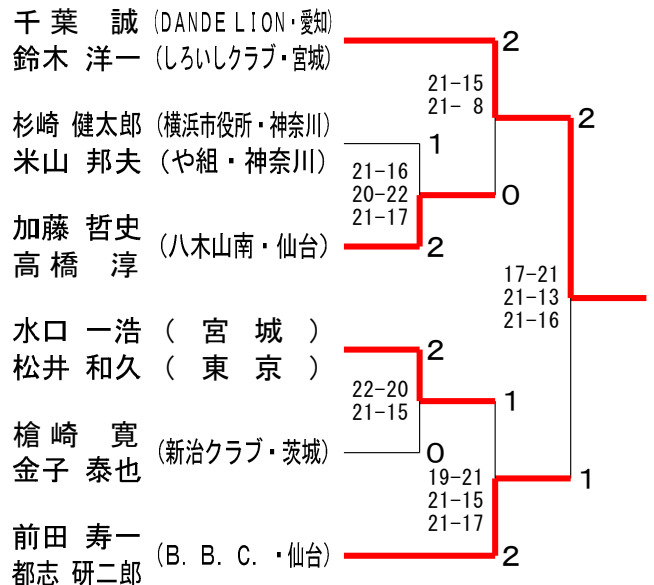 千葉 誠 (DANDE LION・愛知)
鈴木 洋一 (しろいしクラブ・宮城)
2
21-15
21- 8
2
杉崎 健太郎 (横浜市役所・神奈川)
米山 邦夫 (や組・神奈川)
1
21-16
20-22
21-17
0
加藤 哲史
高橋 淳
(八木山南・仙台)
2
17-21
21-13
21-16
水口 一浩 ( 宮 城 )
松井 和久 ( 東 京 )
2
22-20
21-15
1
槍崎 寛
金子 泰也
(新治クラブ・茨城)
0
19-21
21-15
21-17
1
前田 寿一
都志 研二郎
(B. B. C. ・仙台)
2